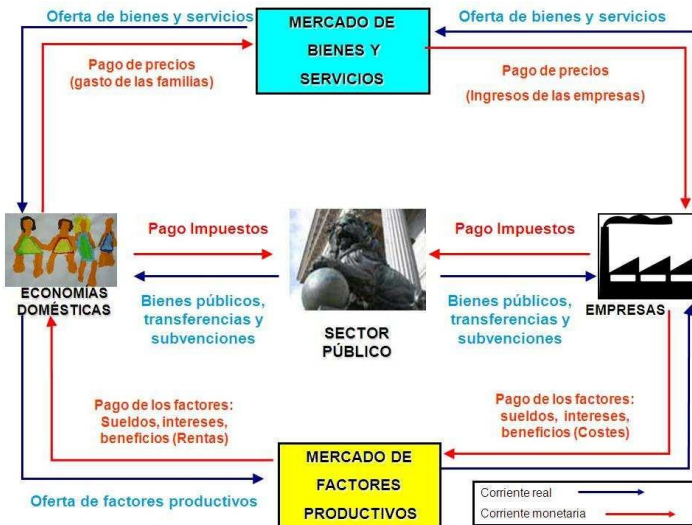 Oferta de bienes y servicios
MERCADO DE
BIENES Y
SERVICIOS
Oferta de bienes y servicios
Pago de precios
(gasto de las familias)
Pago de precios
(Ingresos de las empresas)
Pago Impuestos
Pago Impuestos
ECONOMÍAS
DOMÉSTICAS
Bienes públicos,
transferencias y
subvenciones
SECTOR
PÚBLICO
Bienes públicos,
transferencias y
subvenciones
EMPRESAS
Pago de los factores:
Sueldos, intereses,
beneficios (Rentas)
Pago de los factores:
sueldos, intereses,
beneficios (Costes)
MERCADO DE
FACTORES
PRODUCTIVOS
Oferta de factores productivos
Corriente real
Corriente monetaria